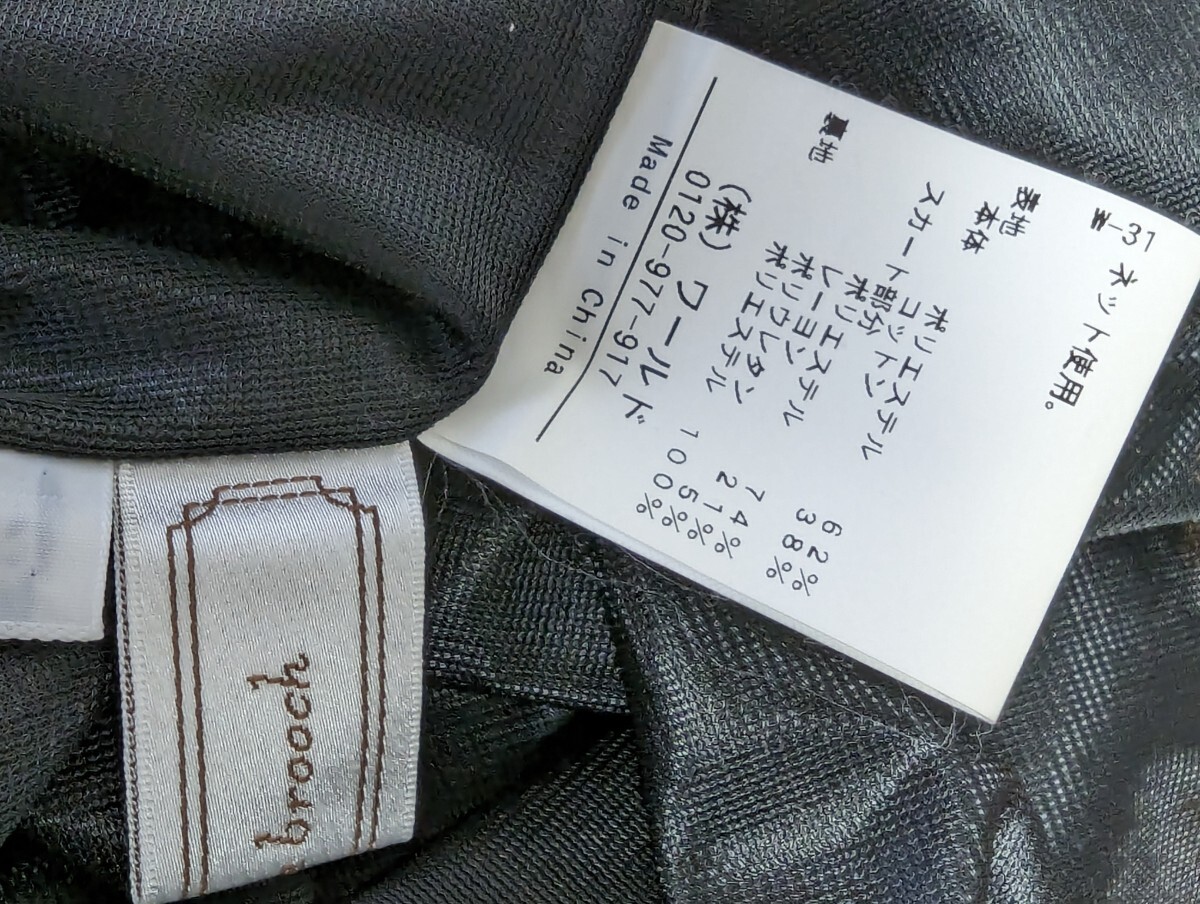 -31 ネット使用。
表地
本体 ポリエステル 62%
コットン 38%
スカート部分
ポリエステル 74%
レーヨン 21%
ポリウレタン 5%
裏地 ポリエステル 100%
(株) ワールド
0120-977-917
Made in China
brooch